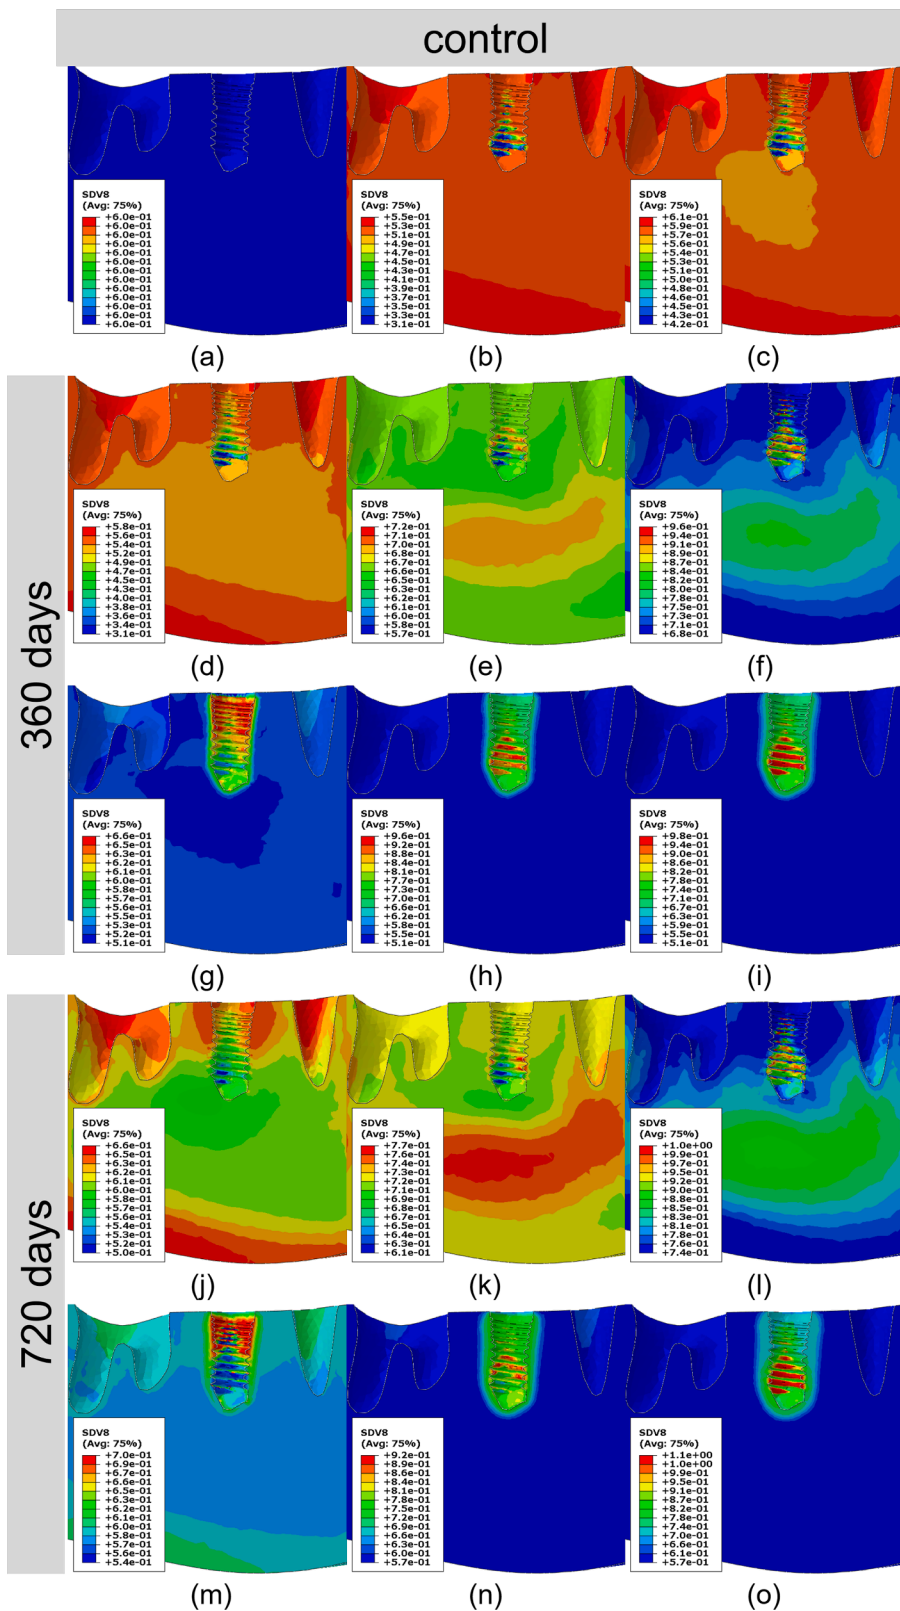 control
SDV8
(Avg: 75%)
+6.0e-01
+6.0e-01
+6.0e-01
+6.0e-01
+6.0e-01
+6.0e-01
+6.0e-01
+6.0e-01
+6.0e-01
+6.0e-01
+6.0e-01
+6.0e-01
+6.0e-01
(a)
SDV8
(Avg: 75%)
+5.5e-01
+5.3e-01
+5.1e-01
+4.9e-01
+4.7e-01
+4.5e-01
+4.3e-01
+4.1e-01
+3.9e-01
+3.7e-01
+3.5e-01
+3.3e-01
+3.1e-01
(b)
SDV8
(Avg: 75%)
+6.1e-01
+5.9e-01
+5.7e-01
+5.6e-01
+5.4e-01
+5.3e-01
+5.1e-01
+5.0e-01
+4.8e-01
+4.6e-01
+4.5e-01
+4.3e-01
+4.2e-01
(c)
360 days
SDV8
(Avg: 75%)
+5.8e-01
+5.6e-01
+5.4e-01
+5.2e-01
+4.9e-01
+4.7e-01
+4.5e-01
+4.3e-01
+4.0e-01
+3.8e-01
+3.6e-01
+3.4e-01
+3.1e-01
(d)
SDV8
(Avg: 75%)
+7.2e-01
+7.1e-01
+7.0e-01
+6.8e-01
+6.7e-01
+6.6e-01
+6.5e-01
+6.3e-01
+6.2e-01
+6.1e-01
+6.0e-01
+5.8e-01
+5.7e-01
(e)
SDV8
(Avg: 75%)
+9.6e-01
+9.4e-01
+9.1e-01
+8.9e-01
+8.7e-01
+8.4e-01
+8.2e-01
+8.0e-01
+7.8e-01
+7.5e-01
+7.3e-01
+7.1e-01
+6.8e-01
(f)
SDV8
(Avg: 75%)
+6.6e-01
+6.5e-01
+6.3e-01
+6.2e-01
+6.1e-01
+6.0e-01
+5.8e-01
+5.7e-01
+5.6e-01
+5.5e-01
+5.3e-01
+5.2e-01
+5.1e-01
(g)
SDV8
(Avg: 75%)
+9.6e-01
+9.2e-01
+8.8e-01
+8.4e-01
+8.1e-01
+7.7e-01
+7.3e-01
+7.0e-01
+6.6e-01
+6.2e-01
+5.8e-01
+5.5e-01
+5.1e-01
(h)
SDV8
(Avg: 75%)
+9.8e-01
+9.4e-01
+9.0e-01
+8.6e-01
+8.2e-01
+7.8e-01
+7.4e-01
+7.1e-01
+6.7e-01
+6.3e-01
+5.9e-01
+5.5e-01
+5.1e-01
(i)
720 days
SDV8
(Avg: 75%)
+6.6e-01
+6.5e-01
+6.3e-01
+6.2e-01
+6.1e-01
+6.0e-01
+5.8e-01
+5.7e-01
+5.6e-01
+5.4e-01
+5.3e-01
+5.2e-01
+5.0e-01
(j)
SDV8
(Avg: 75%)
+7.7e-01
+7.6e-01
+7.4e-01
+7.3e-01
+7.2e-01
+7.1e-01
+6.9e-01
+6.8e-01
+6.7e-01
+6.5e-01
+6.4e-01
+6.3e-01
+6.1e-01
(k)
SDV8
(Avg: 75%)
+1.0e+00
+9.9e-01
+9.7e-01
+9.5e-01
+9.2e-01
+9.0e-01
+8.8e-01
+8.5e-01
+8.3e-01
+8.1e-01
+7.8e-01
+7.6e-01
+7.4e-01
(l)
SDV8
(Avg: 75%)
+7.0e-01
+6.9e-01
+6.7e-01
+6.6e-01
+6.5e-01
+6.3e-01
+6.2e-01
+6.1e-01
+6.0e-01
+5.8e-01
+5.7e-01
+5.6e-01
+5.4e-01
(m)
SDV8
(Avg: 75%)
+9.2e-01
+8.9e-01
+8.6e-01
+8.4e-01
+8.1e-01
+7.8e-01
+7.5e-01
+7.2e-01
+6.9e-01
+6.6e-01
+6.3e-01
+6.0e-01
+5.7e-01
(n)
SDV8
(Avg: 75%)
+1.1e+00
+1.0e+00
+9.9e-01
+9.5e-01
+9.1e-01
+8.7e-01
+8.2e-01
+7.8e-01
+7.4e-01
+7.0e-01
+6.6e-01
+6.1e-01
+5.7e-01
(o)